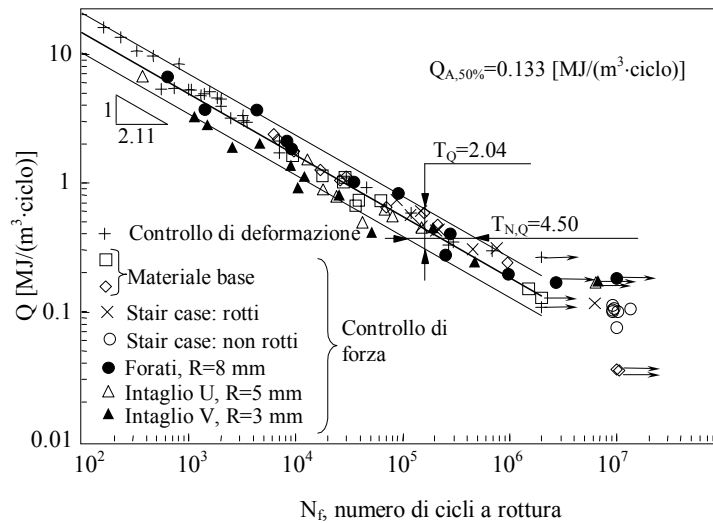 10
1
0.1
0.01
Q [MJ/(m³·ciclo)]
Q_A,50%=0.133 [MJ/(m³·ciclo)]
1
2.11
T_Q=2.04
T_N,Q=4.50
Controllo di deformazione
Materiale base
Stair case: rotti
Stair case: non rotti
Forati, R=8 mm
Intaglio U, R=5 mm
Intaglio V, R=3 mm
Controllo di
forza
10² 10³ 10⁴ 10⁵ 10⁶ 10⁷
N_f, numero di cicli a rottura